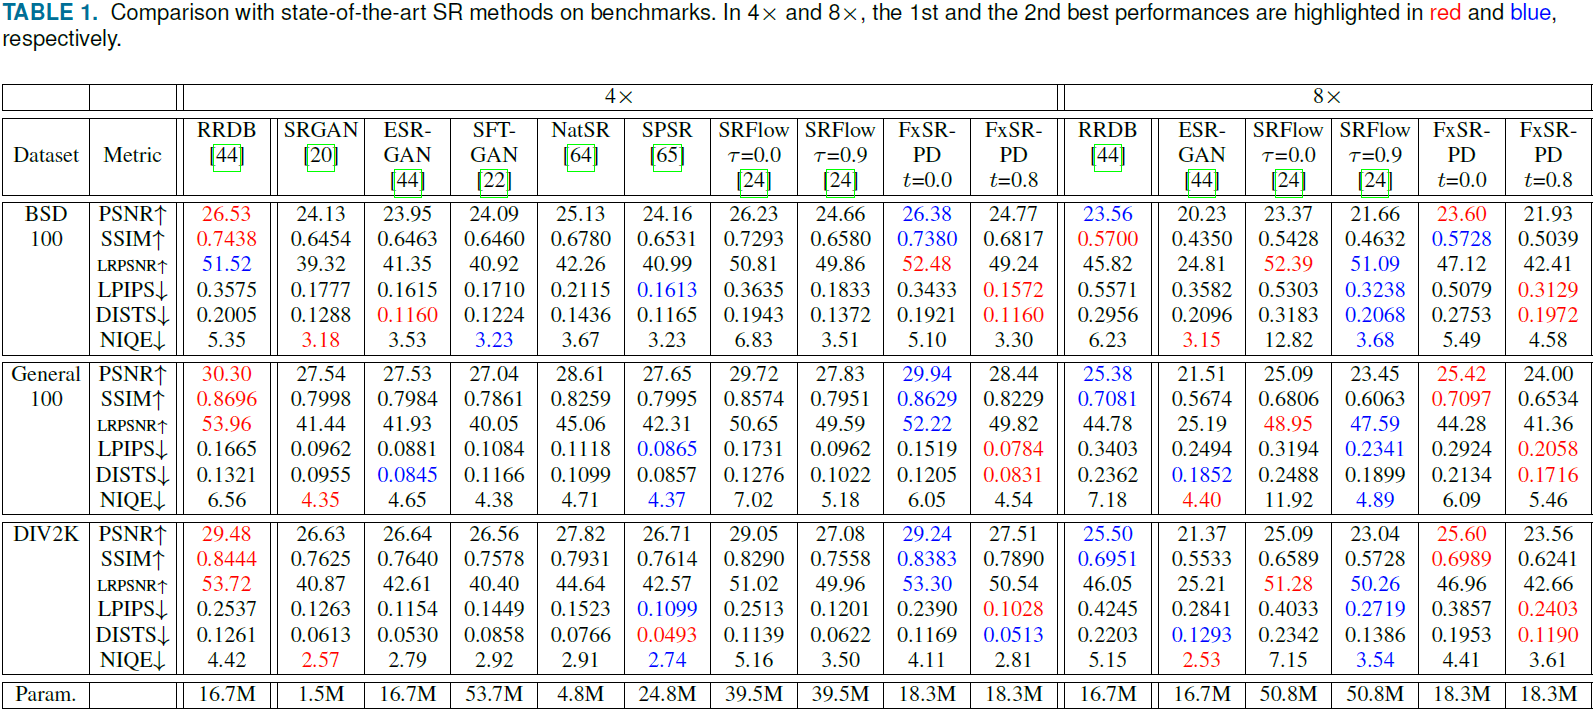 TABLE 1. Comparison with state-of-the-art SR methods on benchmarks. In 4× and 8×, the 1st and the 2nd best performances are highlighted in red and blue,
respectively.
4× 8×
Dataset Metric RRDB [44] SRGAN [20] ESR-GAN [44] SFT-GAN [22] NatSR [64] SPSR [65] SRFlow τ=0.0 [24] SRFlow τ=0.9 [24] FxSR-PD t=0.0 FxSR-PD t=0.8 RRDB [44] ESR-GAN [44] SRFlow τ=0.0 [24] SRFlow τ=0.9 [24] FxSR-PD t=0.0 FxSR-PD t=0.8
BSD PSNR↑ 26.53 24.13 23.95 24.09 25.13 24.16 26.23 24.66 26.38 24.77 23.56 20.23 23.37 21.66 23.60 21.93
100 SSIM↑ 0.7438 0.6454 0.6463 0.6460 0.6780 0.6531 0.7293 0.6580 0.7380 0.6817 0.5700 0.4350 0.5428 0.4632 0.5728 0.5039
LRPSNR↑ 51.52 39.32 41.35 40.92 42.26 40.99 50.81 49.86 52.48 49.24 45.82 24.81 52.39 51.09 47.12 42.41
LPIPS↓ 0.3575 0.1777 0.1615 0.1710 0.2115 0.1613 0.3635 0.1833 0.3433 0.1572 0.5571 0.3582 0.5303 0.3238 0.5079 0.3129
DISTS↓ 0.2005 0.1288 0.1160 0.1224 0.1436 0.1165 0.1943 0.1372 0.1921 0.1160 0.2956 0.2096 0.3183 0.2068 0.2753 0.1972
NIQE↓ 5.35 3.18 3.53 3.23 3.67 3.23 6.83 3.51 5.10 3.30 6.23 3.15 12.82 3.68 5.49 4.58
General PSNR↑ 30.30 27.54 27.53 27.04 28.61 27.65 29.72 27.83 29.94 28.44 25.38 21.51 25.09 23.45 25.42 24.00
100 SSIM↑ 0.8696 0.7998 0.7984 0.7861 0.8259 0.7995 0.8574 0.7951 0.8629 0.8229 0.7081 0.5674 0.6806 0.6063 0.7097 0.6534
LRPSNR↑ 53.96 41.44 41.93 40.05 45.06 42.31 50.65 49.59 52.22 49.82 44.78 25.19 48.95 47.59 44.28 41.36
LPIPS↓ 0.1665 0.0962 0.0881 0.1084 0.1118 0.0865 0.1731 0.0962 0.1519 0.0784 0.3403 0.2494 0.3194 0.2341 0.2924 0.2058
DISTS↓ 0.1321 0.0955 0.0845 0.1166 0.1099 0.0857 0.1276 0.1022 0.1205 0.0831 0.2362 0.1852 0.2488 0.1899 0.2134 0.1716
NIQE↓ 6.56 4.35 4.65 4.38 4.71 4.37 7.02 5.18 6.05 4.54 7.18 4.40 11.92 4.89 6.09 5.46
DIV2K PSNR↑ 29.48 26.63 26.64 26.56 27.82 26.71 29.05 27.08 29.24 27.51 25.50 21.37 25.09 23.04 25.60 23.56
SSIM↑ 0.8444 0.7625 0.7640 0.7578 0.7931 0.7614 0.8290 0.7558 0.8383 0.7890 0.6951 0.5533 0.6589 0.5728 0.6989 0.6241
LRPSNR↑ 53.72 40.87 42.61 40.40 44.64 42.57 51.02 49.96 53.30 50.54 46.05 25.21 51.28 50.26 46.96 42.66
LPIPS↓ 0.2537 0.1263 0.1154 0.1449 0.1523 0.1099 0.2513 0.1201 0.2390 0.1028 0.4245 0.2841 0.4033 0.2719 0.3857 0.2403
DISTS↓ 0.1261 0.0613 0.0530 0.0858 0.0766 0.0493 0.1139 0.0622 0.1169 0.0513 0.2203 0.1293 0.2342 0.1386 0.1953 0.1190
NIQE↓ 4.42 2.57 2.79 2.92 2.91 2.74 5.16 3.50 4.11 2.81 5.15 2.53 7.15 3.54 4.41 3.61
Param. 16.7M 1.5M 16.7M 53.7M 4.8M 24.8M 39.5M 39.5M 18.3M 18.3M 16.7M 16.7M 50.8M 50.8M 18.3M 18.3M